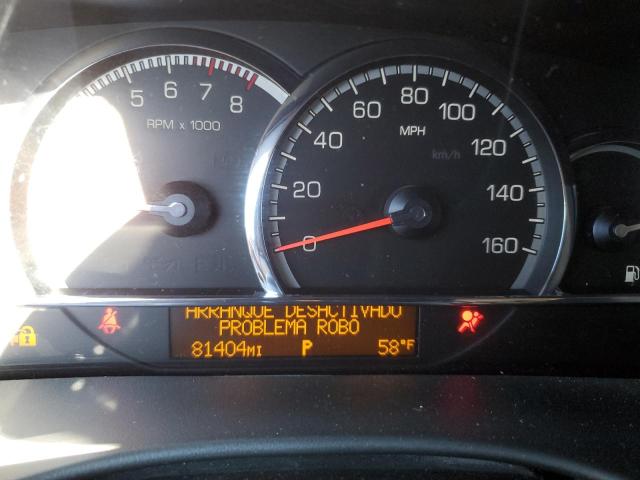 5 6 7 8
RPM x 1000
0 20 40 60 80 100 120 140 160
MPH
km/h
ARRANQUE DESACTIVADO
PROBLEMA ROBO
81404MI P 58°F